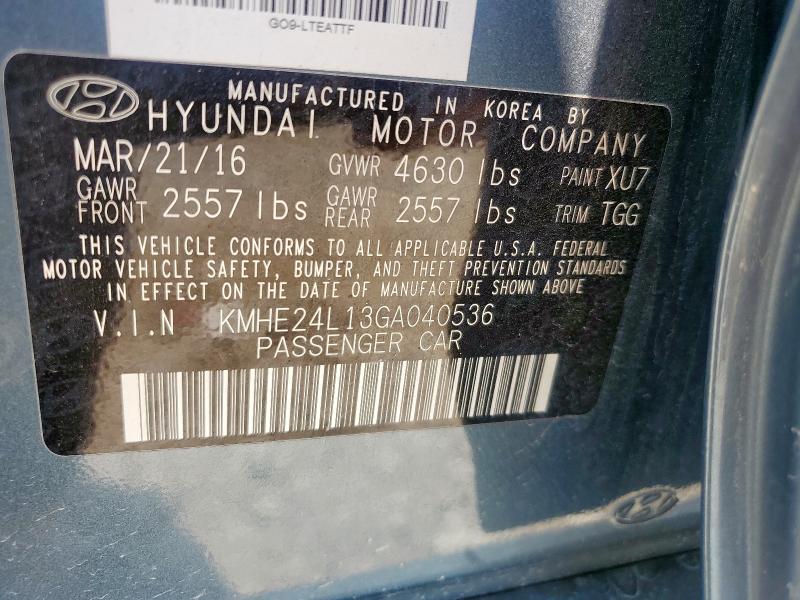 GO9-LTEATTF
MANUFACTURED IN KOREA BY
HYUNDAI MOTOR COMPANY
MAR/21/16 GVWR 4630 lbs PAINT XU7
GAWR FRONT 2557 lbs GAWR REAR 2557 lbs TRIM TGG
THIS VEHICLE CONFORMS TO ALL APPLICABLE U.S.A. FEDERAL
MOTOR VEHICLE SAFETY, BUMPER, AND THEFT PREVENTION STANDARDS
IN EFFECT ON THE DATE OF MANUFACTURE SHOWN ABOVE
V.I.N KMHE24L13GA040536
PASSENGER CAR